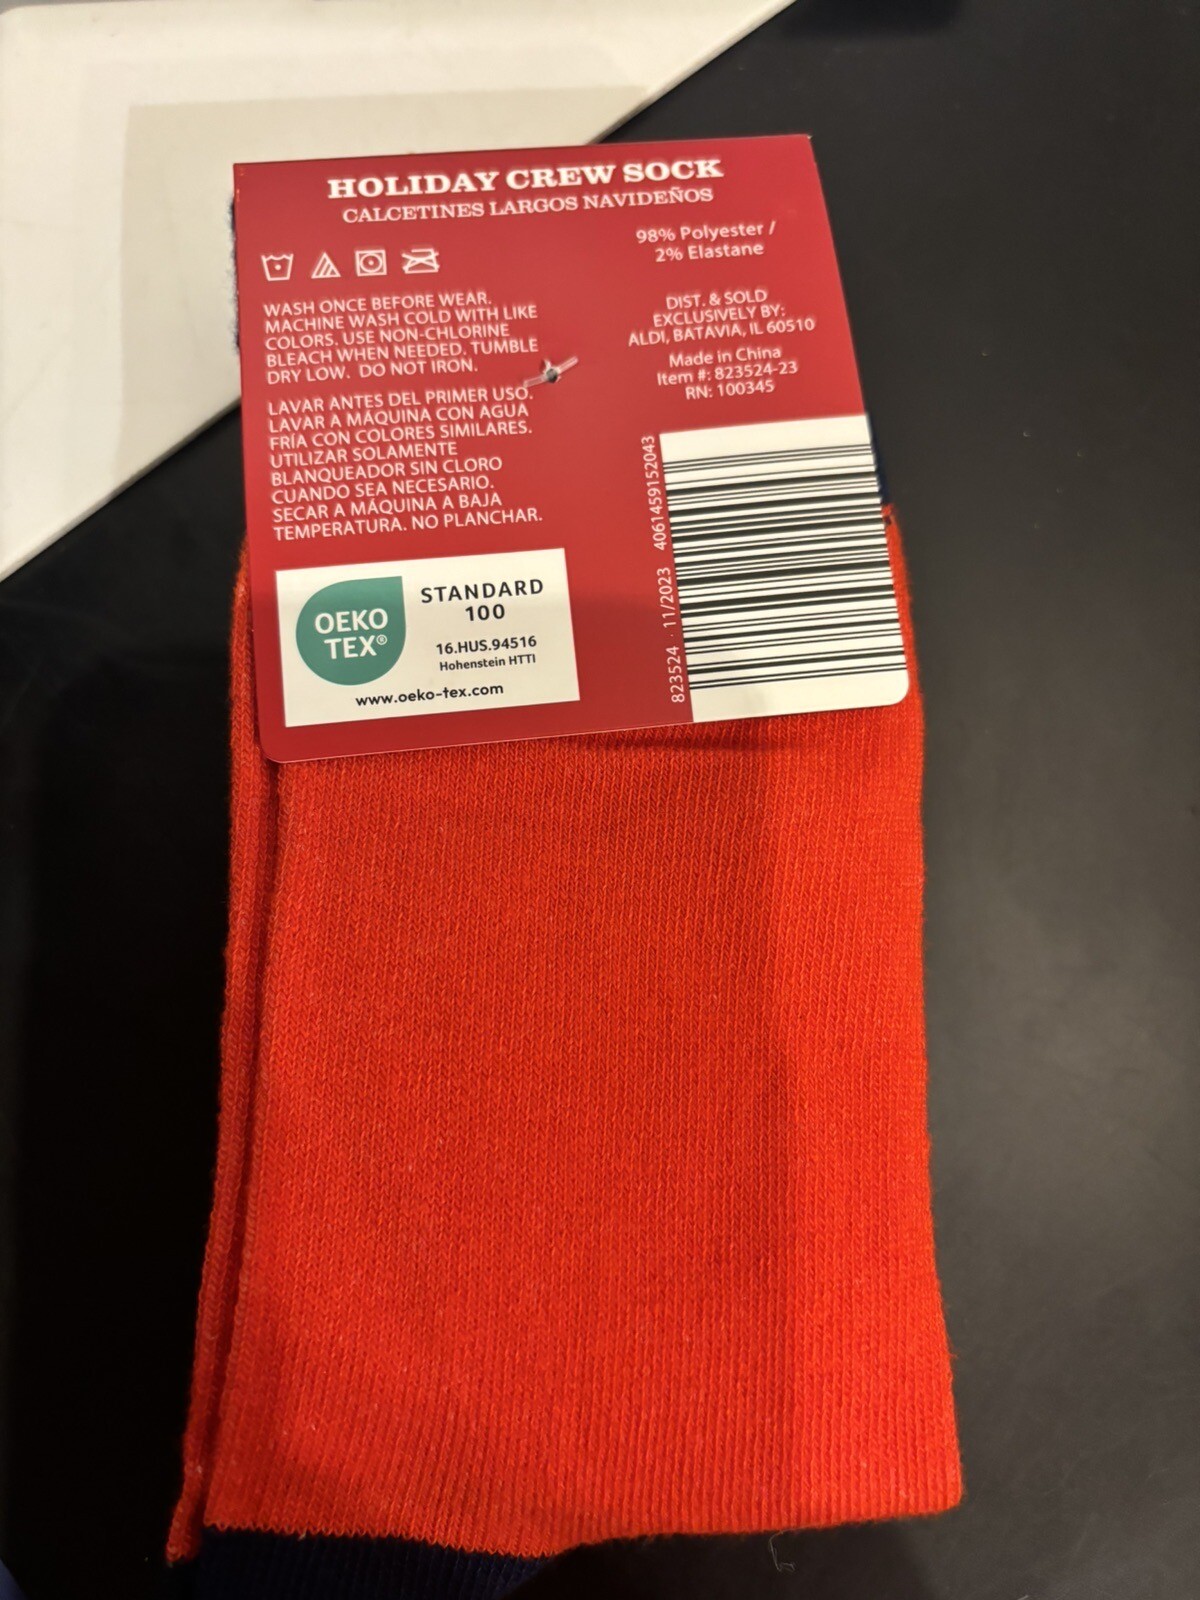 HOLIDAY CREW SOCK
CALCETINES LARGOS NAVIDEÑOS
WASH ONCE BEFORE WEAR.
MACHINE WASH COLD WITH LIKE
COLORS. USE NON-CHLORINE
BLEACH WHEN NEEDED. TUMBLE
DRY LOW. DO NOT IRON.
LAVAR ANTES DEL PRIMER USO.
LAVAR A MÁQUINA CON AGUA
FRÍA CON COLORES SIMILARES.
UTILIZAR SOLAMENTE
BLANQUEADOR SIN CLORO
CUANDO SEA NECESARIO.
SECAR A MÁQUINA A BAJA
TEMPERATURA. NO PLANCHAR.
98% Polyester /
2% Elastane
DIST. & SOLD
EXCLUSIVELY BY:
ALDI, BATAVIA, IL 60510
Made in China
Item #: 823524-23
RN: 100345
OEKO
TEX®
STANDARD
100
16.HUS.94516
Hohenstein HTTI
www.oeko-tex.com
823524 · 11/2023 4061459152043